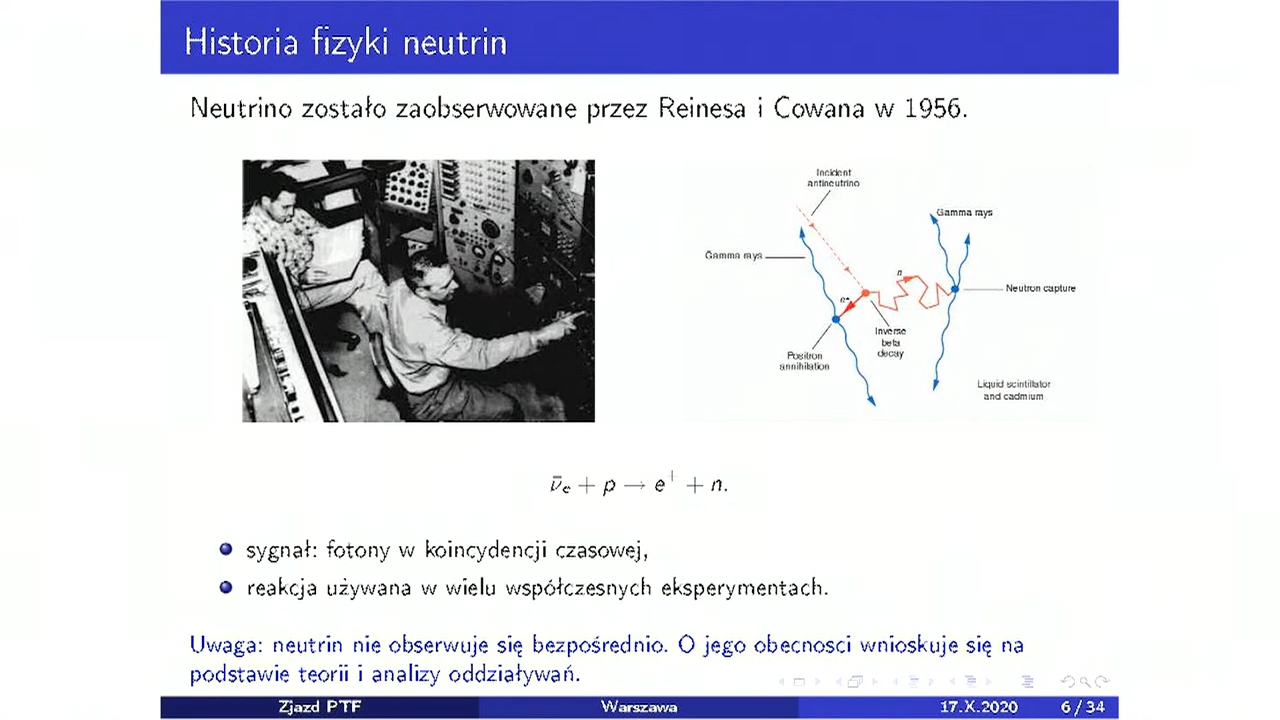 Historia fizyki neutrin
Neutrino zostało zaobserwowane przez Reinesa i Cowana w 1956.
Incident
antineutrino
Gamma rays
Gamma rays
n
Neutron capture
e+
Inverse
beta
decay
Positron
annihilation
Liquid scintillator
and cadmium
ν̄e + p → e+ + n.
sygnał: fotony w koincydencji czasowej,
reakcja używana w wielu współczesnych eksperymentach.
Uwaga: neutrin nie obserwuje się bezpośrednio. O jego obecnosci wnioskuje się na
podstawie teorii i analizy oddziaływań.
Zjazd PTF Warszawa 17.X.2020 6 / 34